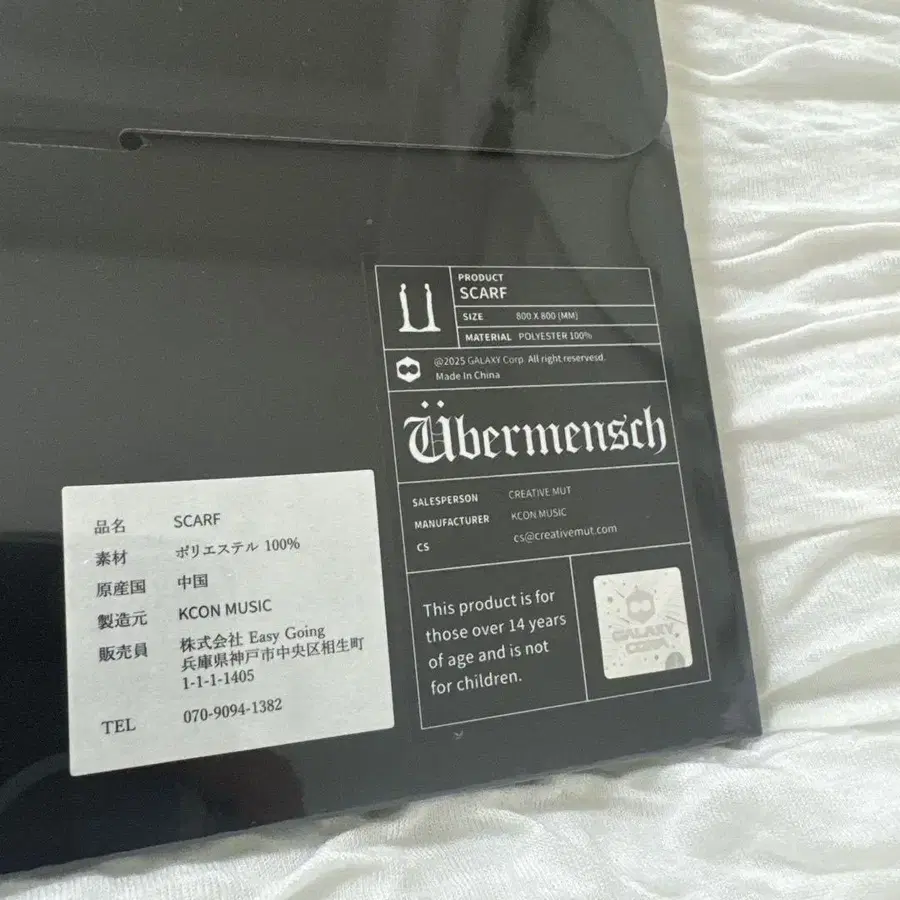 PRODUCT
SCARF
SIZE 800 X 800 (MM)
MATERIAL POLYESTER 100%
@2025 GALAXY Corp. All right reservesd.
Made In China
Übermensch
SALESPERSON CREATIVE MUT
MANUFACTURER KCON MUSIC
CS cs@creativemut.com
This product is for
those over 14 years
of age and is not
for children.
GALAXY
CORP.
品名 SCARF
素材 ポリエステル 100%
原産国 中国
製造元 KCON MUSIC
販売員 株式会社 Easy Going
兵庫県神戸市中央区相生町
1-1-1-1405
TEL 070-9094-1382